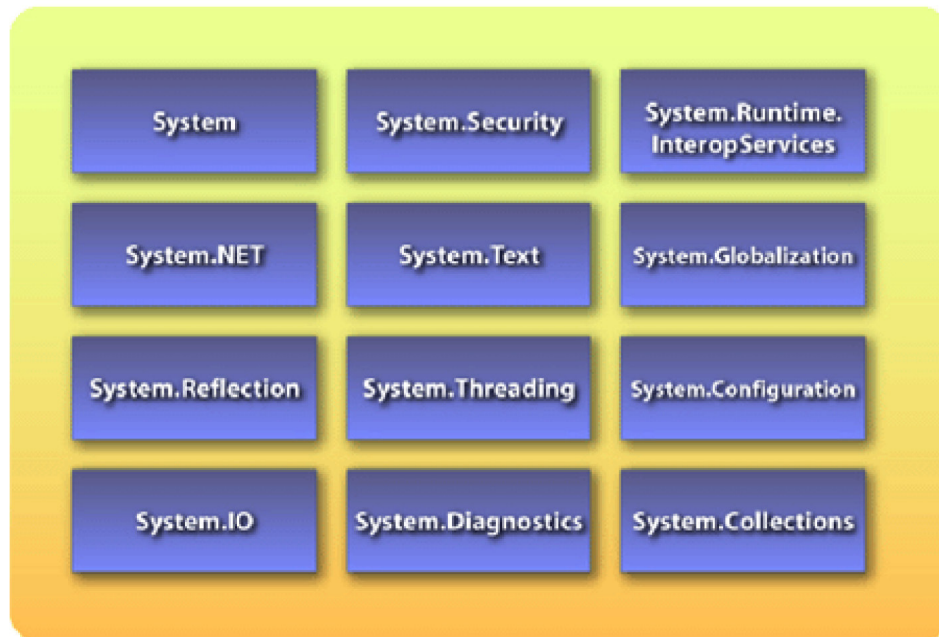 System
System.Security
System.Runtime.
InteropServices
System.NET
System.Text
System.Globalization
System.Reflection
System.Threading
System.Configuration
System.IO
System.Diagnostics
System.Collections